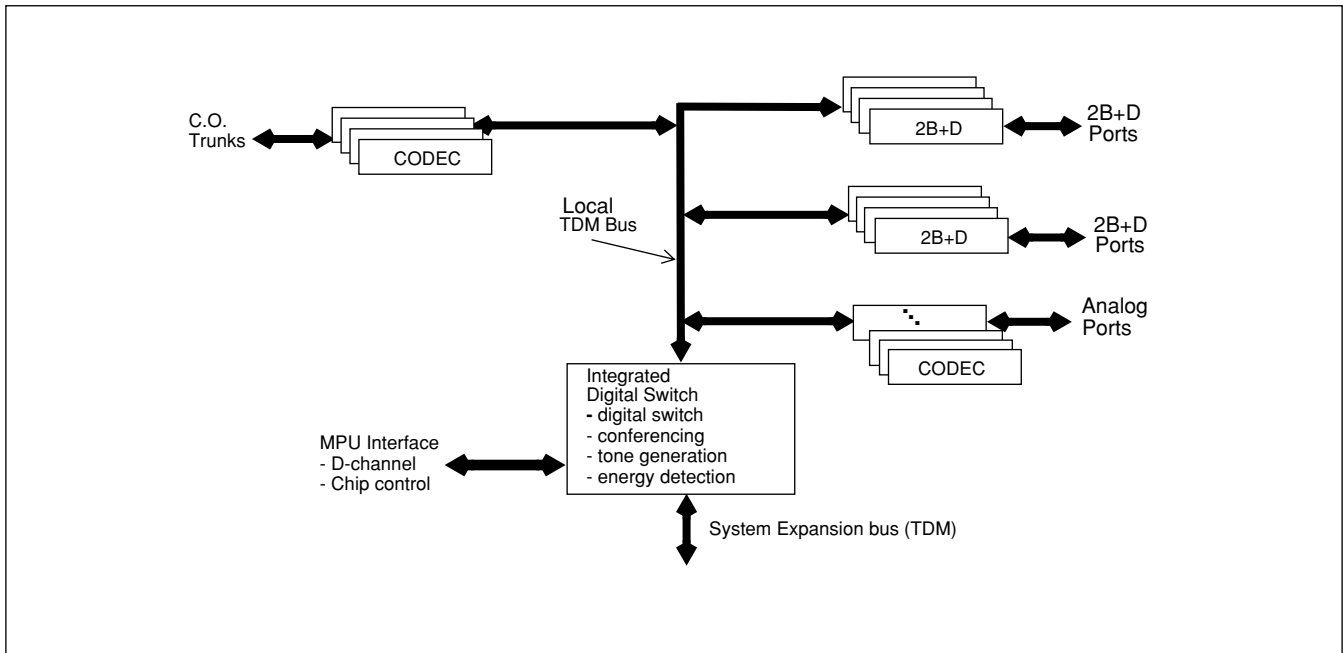 C.O.
Trunks
CODEC
2B+D
2B+D
Ports
Local
TDM Bus
2B+D
2B+D
Ports
Analog
Ports
CODEC
Integrated
Digital Switch
- digital switch
- conferencing
- tone generation
- energy detection
MPU Interface
- D-channel
- Chip control
System Expansion bus (TDM)